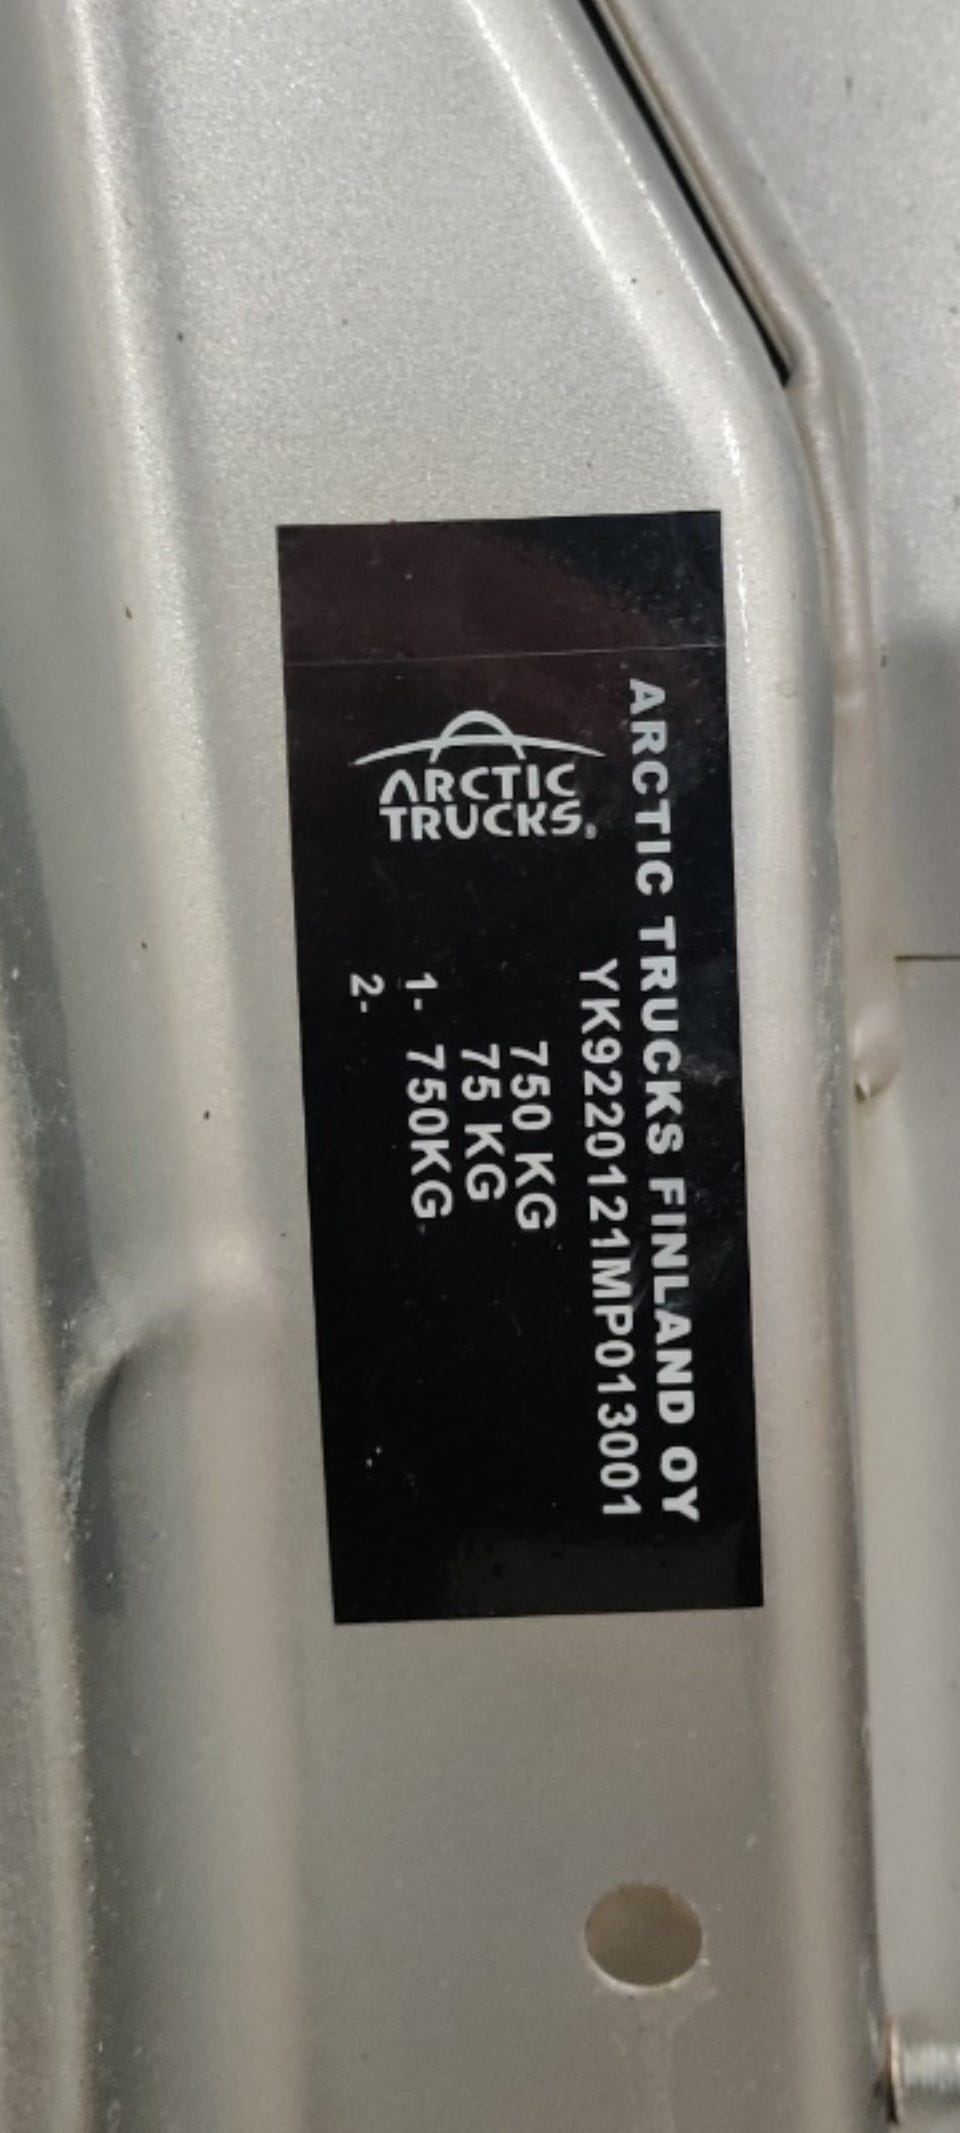 ARCTIC TRUCKS FINLAND OY
YK9220121MP013001
750 KG
75 KG
1- 750KG
2-
ARCTIC
TRUCKS®